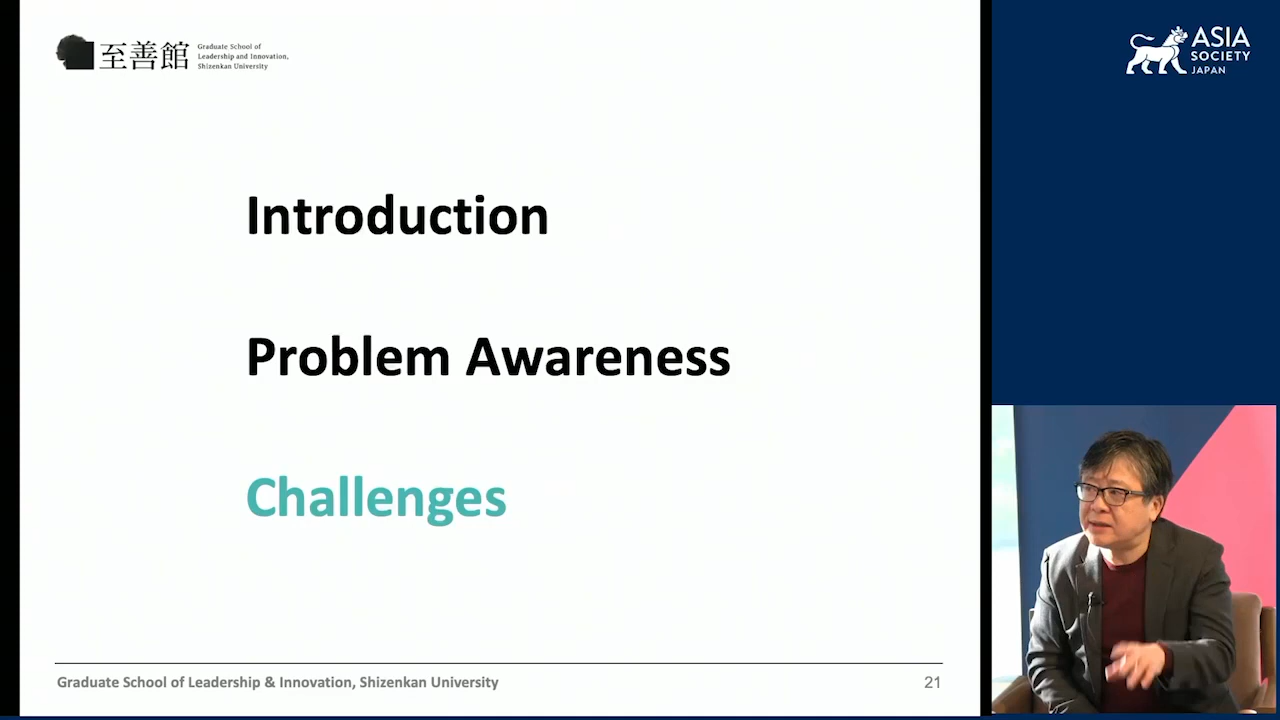 至善館
Graduate School of
Leadership and Innovation,
Shizenkan University
ASIA
SOCIETY
JAPAN
Introduction
Problem Awareness
Challenges
Graduate School of Leadership & Innovation, Shizenkan University
21